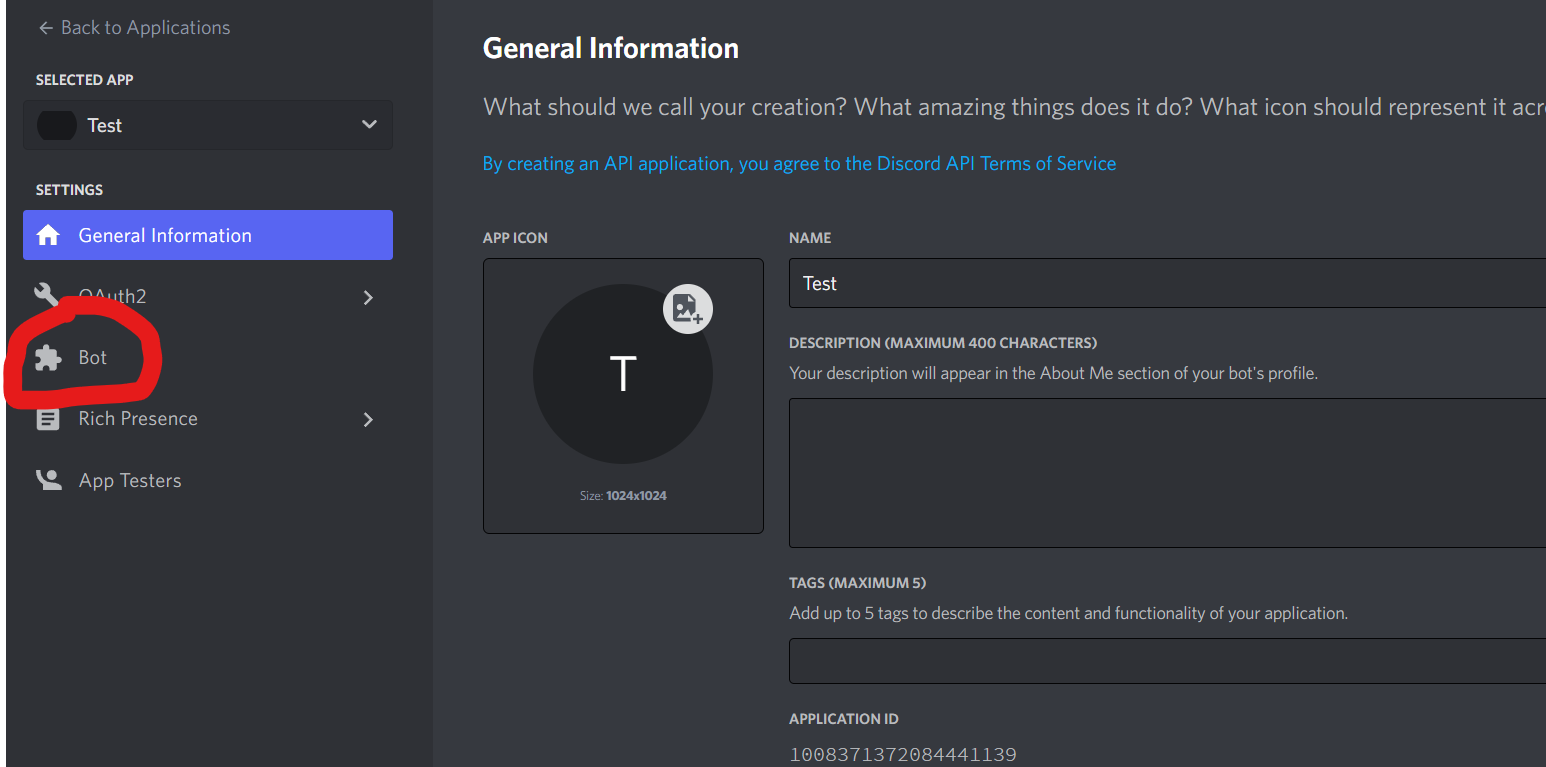 Back to Applications
SELECTED APP
Test
SETTINGS
General Information
OAuth2
Bot
Rich Presence
App Testers
General Information
What should we call your creation? What amazing things does it do? What icon should represent it acr
By creating an API application, you agree to the Discord API Terms of Service
APP ICON
T
Size: 1024x1024
NAME
Test
DESCRIPTION (MAXIMUM 400 CHARACTERS)
Your description will appear in the About Me section of your bot's profile.
TAGS (MAXIMUM 5)
Add up to 5 tags to describe the content and functionality of your application.
APPLICATION ID
1008371372084441139